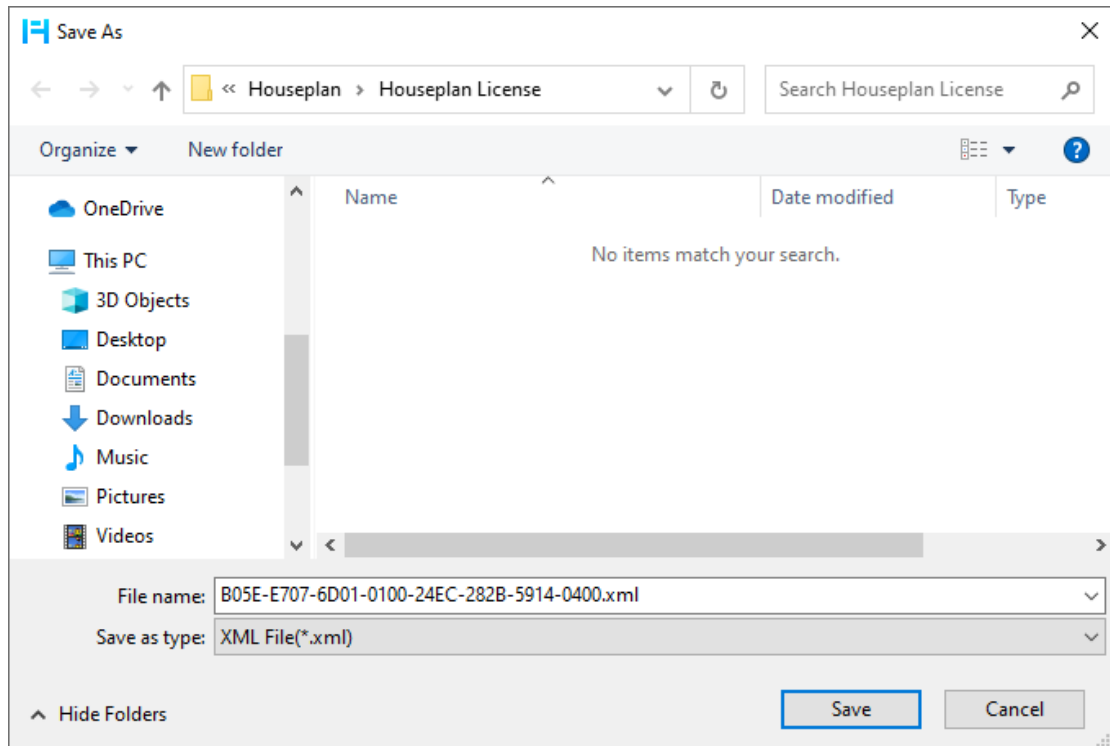 Save As
« Houseplan > Houseplan License
Search Houseplan License
Organize
New folder
?
Name
Date modified
Type
OneDrive
This PC
3D Objects
Desktop
Documents
Downloads
Music
Pictures
Videos
No items match your search.
File name: B05E-E707-6D01-0100-24EC-282B-5914-0400.xml
Save as type: XML File(*.xml)
Hide Folders
Save
Cancel